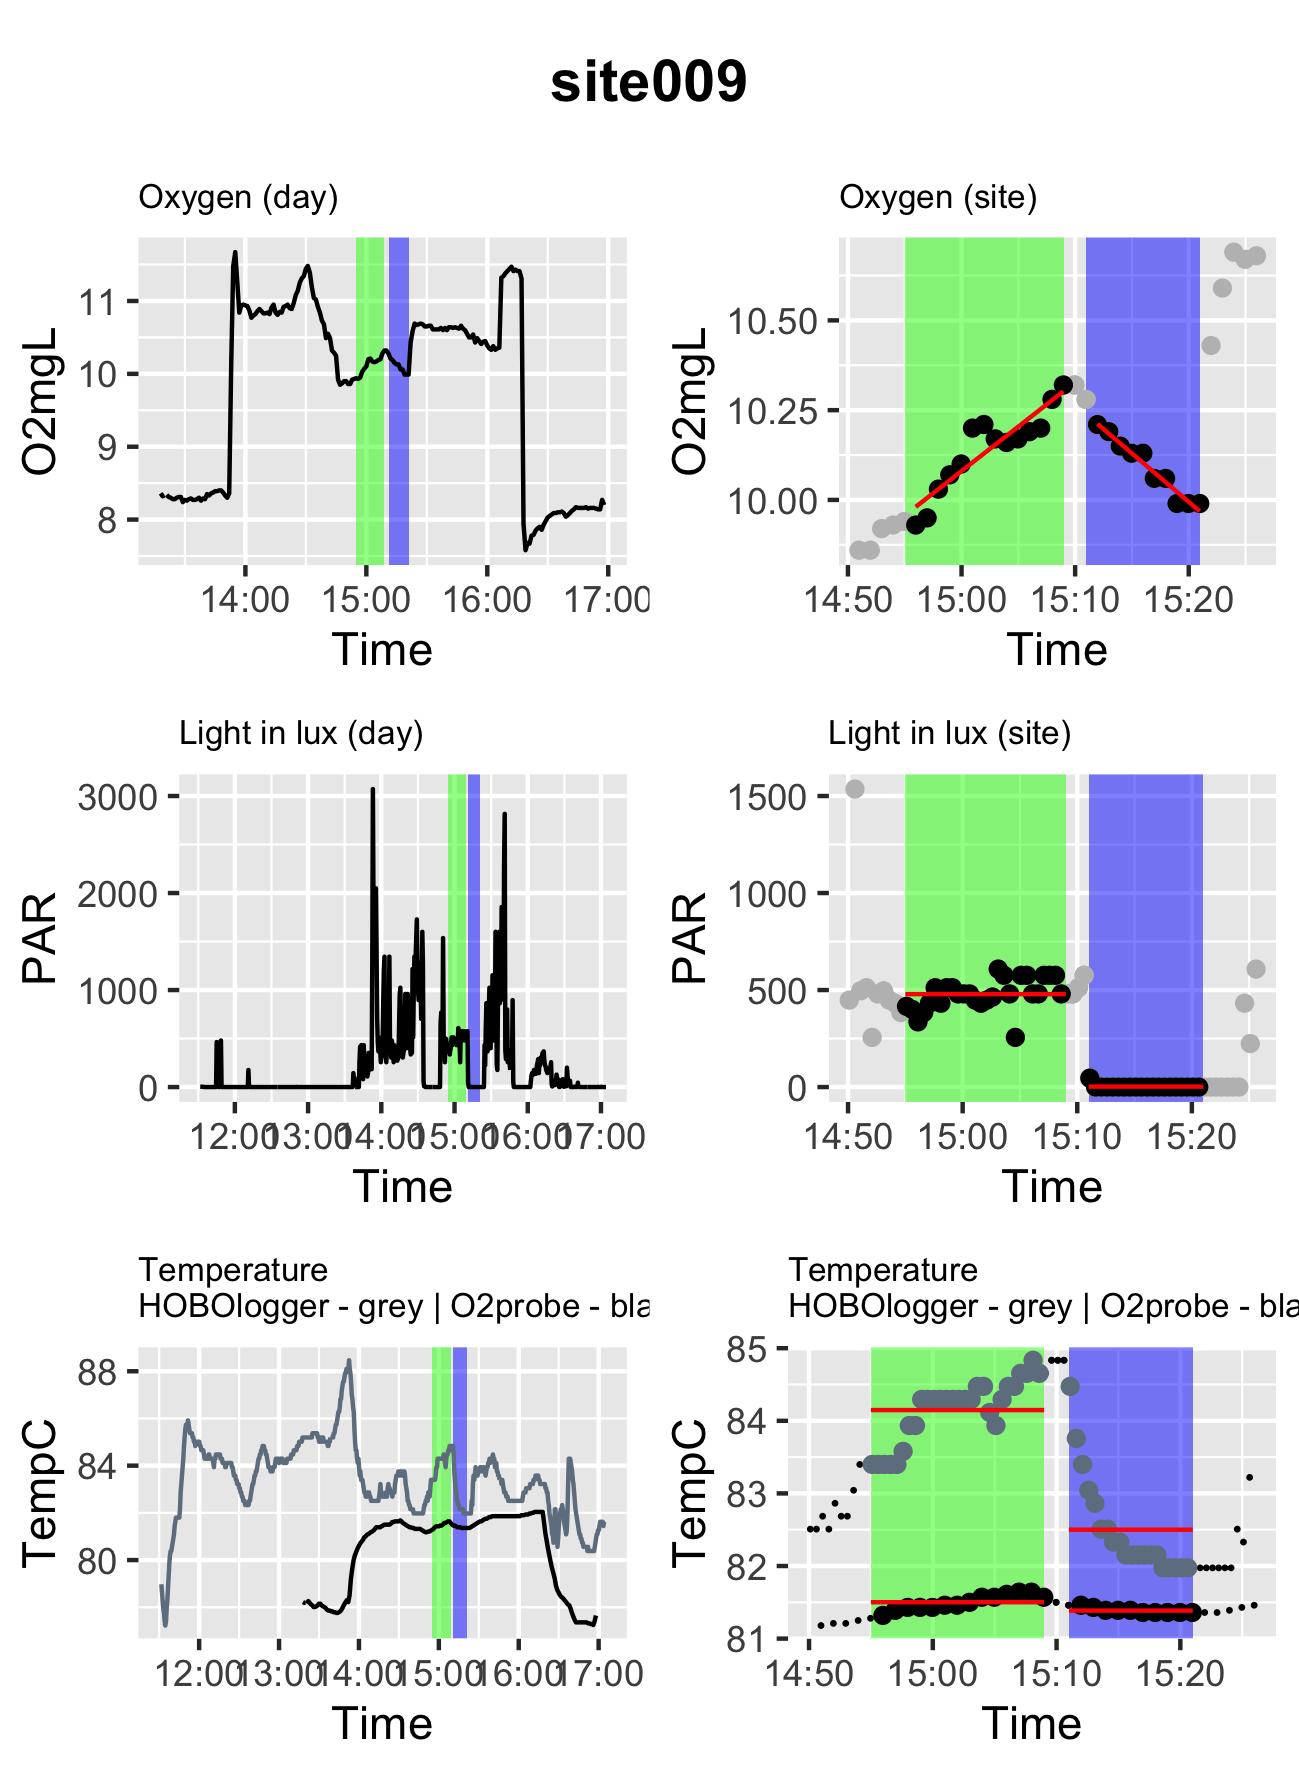 site009
Oxygen (day)
O2mgL
11
10
9
8
14:00 15:00 16:00 17:00
Time
Oxygen (site)
O2mgL
10.50
10.25
10.00
14:50 15:00 15:10 15:20
Time
Light in lux (day)
PAR
3000
2000
1000
0
12:00 13:00 14:00 15:00 16:00 17:00
Time
Light in lux (site)
PAR
1500
1000
500
0
14:50 15:00 15:10 15:20
Time
Temperature
HOBOlogger - grey | O2probe - bla
TempC
88
84
80
12:00 13:00 14:00 15:00 16:00 17:00
Time
Temperature
HOBOlogger - grey | O2probe - bla
TempC
85
84
83
82
81
14:50 15:00 15:10 15:20
Time